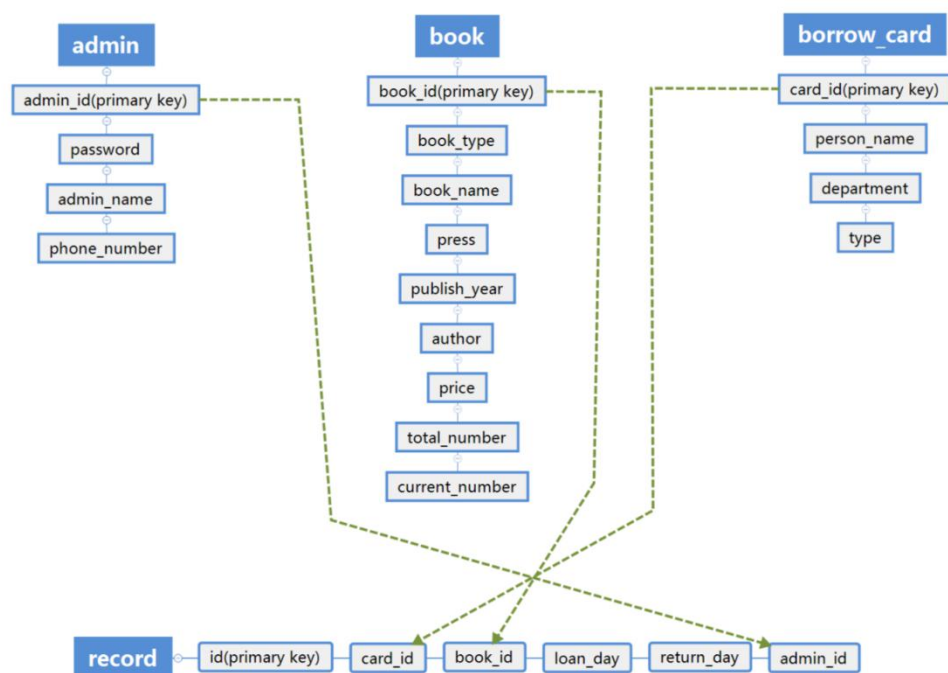 admin
admin_id(primary key)
password
admin_name
phone_number
book
book_id(primary key)
book_type
book_name
press
publish_year
author
price
total_number
current_number
borrow_card
card_id(primary key)
person_name
department
type
record
id(primary key)
card_id
book_id
loan_day
return_day
admin_id